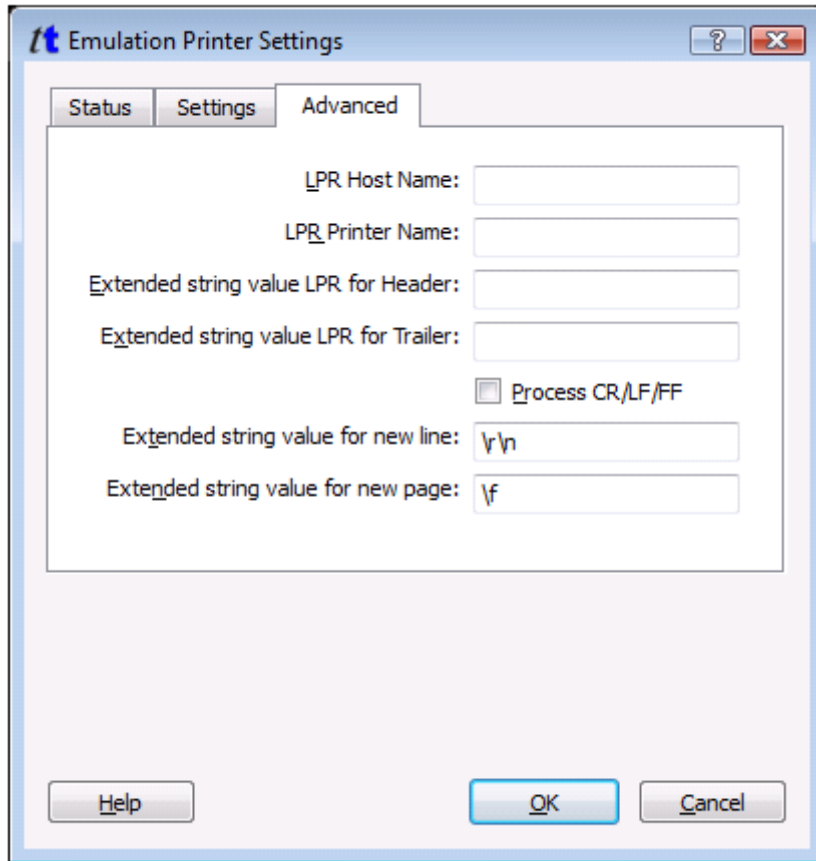 tt Emulation Printer Settings
Status Settings Advanced
LPR Host Name:
LPR Printer Name:
Extended string value LPR for Header:
Extended string value LPR for Trailer:
Process CR/LF/FF
Extended string value for new line: \r\n
Extended string value for new page: \f
Help OK Cancel